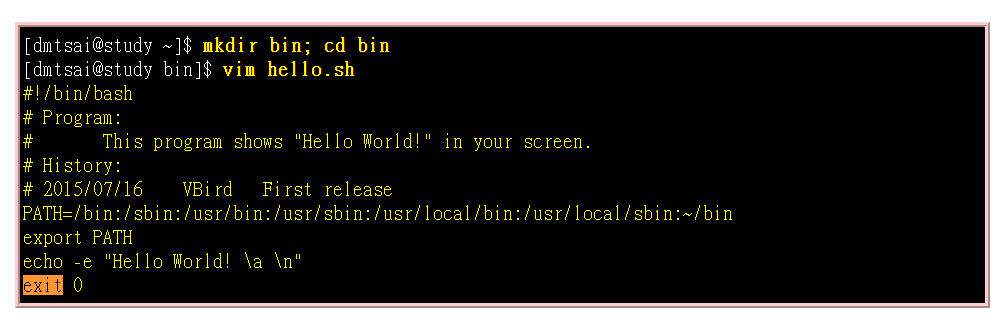 [dmtsai@study ~]$ mkdir bin; cd bin
[dmtsai@study bin]$ vim hello.sh
#!/bin/bash
# Program:
#       This program shows "Hello World!" in your screen.
# History:
# 2015/07/16    VBird   First release
PATH=/bin:/sbin:/usr/bin:/usr/sbin:/usr/local/bin:/usr/local/sbin:~/bin
export PATH
echo -e "Hello World! \a \n"
exit 0